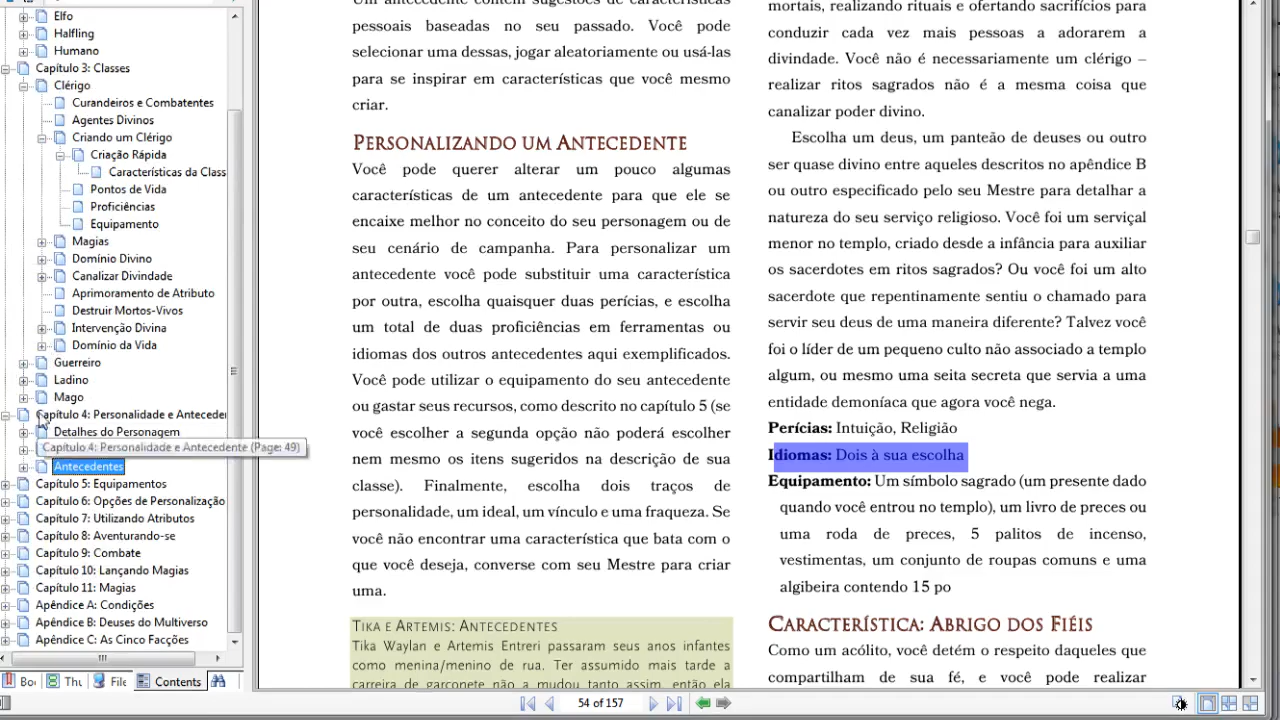 Elfo
Halfling
Humano
Capítulo 3: Classes
Clérigo
Curandeiros e Combatentes
Agentes Divinos
Criando um Clérigo
Criação Rápida
Características da Class
Pontos de Vida
Proficiências
Equipamento
Magias
Domínio Divino
Canalizar Divindade
Aprimoramento de Atributo
Destruir Mortos-Vivos
Intervenção Divina
Domínio da Vida
Guerreiro
Ladino
Mago
Capítulo 4: Personalidade e Anteceden
Detalhes do Personagem
Capítulo 4: Personalidade e Antecedente (Page: 49)
Antecedentes
Capítulo 5: Equipamentos
Capítulo 6: Opções de Personalização
Capítulo 7: Utilizando Atributos
Capítulo 8: Aventurando-se
Capítulo 9: Combate
Capítulo 10: Lançando Magias
Capítulo 11: Magias
Apêndice A: Condições
Apêndice B: Deuses do Multiverso
Apêndice C: As Cinco Facções
Bo
Thu
File
Contents
Um antecedente contém sugestões de características
pessoais baseadas no seu passado. Você pode
selecionar uma dessas, jogar aleatoriamente ou usá-las
para se inspirar em características que você mesmo
criar.
PERSONALIZANDO UM ANTECEDENTE
Você pode querer alterar um pouco algumas
características de um antecedente para que ele se
encaixe melhor no conceito do seu personagem ou de
seu cenário de campanha. Para personalizar um
antecedente você pode substituir uma característica
por outra, escolha quaisquer duas perícias, e escolha
um total de duas proficiências em ferramentas ou
idiomas dos outros antecedentes aqui exemplificados.
Você pode utilizar o equipamento do seu antecedente
ou gastar seus recursos, como descrito no capítulo 5 (se
você escolher a segunda opção não poderá escolher
nem mesmo os itens sugeridos na descrição de sua
classe). Finalmente, escolha dois traços de
personalidade, um ideal, um vínculo e uma fraqueza. Se
você não encontrar uma característica que bata com o
que você deseja, converse com seu Mestre para criar
uma.
TIKA E ARTEMIS: ANTECEDENTES
Tika Waylan e Artemis Entreri passaram seus anos infantes
como menina/menino de rua. Ter assumido mais tarde a
carreira de garçonete não a mudou tanto assim, então ela
mortais, realizando rituais e ofertando sacrifícios para
conduzir cada vez mais pessoas a adorarem a
divindade. Você não é necessariamente um clérigo –
realizar ritos sagrados não é a mesma coisa que
canalizar poder divino.
Escolha um deus, um panteão de deuses ou outro
ser quase divino entre aqueles descritos no apêndice B
ou outro especificado pelo seu Mestre para detalhar a
natureza do seu serviço religioso. Você foi um serviçal
menor no templo, criado desde a infância para auxiliar
os sacerdotes em ritos sagrados? Ou você foi um alto
sacerdote que repentinamente sentiu o chamado para
servir seu deus de uma maneira diferente? Talvez você
foi o líder de um pequeno culto não associado a templo
algum, ou mesmo uma seita secreta que servia a uma
entidade demoníaca que agora você nega.
Perícias: Intuição, Religião
Idiomas: Dois à sua escolha
Equipamento: Um símbolo sagrado (um presente dado
quando você entrou no templo), um livro de preces ou
uma roda de preces, 5 palitos de incenso,
vestimentas, um conjunto de roupas comuns e uma
algibeira contendo 15 po
CARACTERÍSTICA: ABRIGO DOS FIÉIS
Como um acólito, você detém o respeito daqueles que
compartilham de sua fé, e você pode realizar
54 of 157